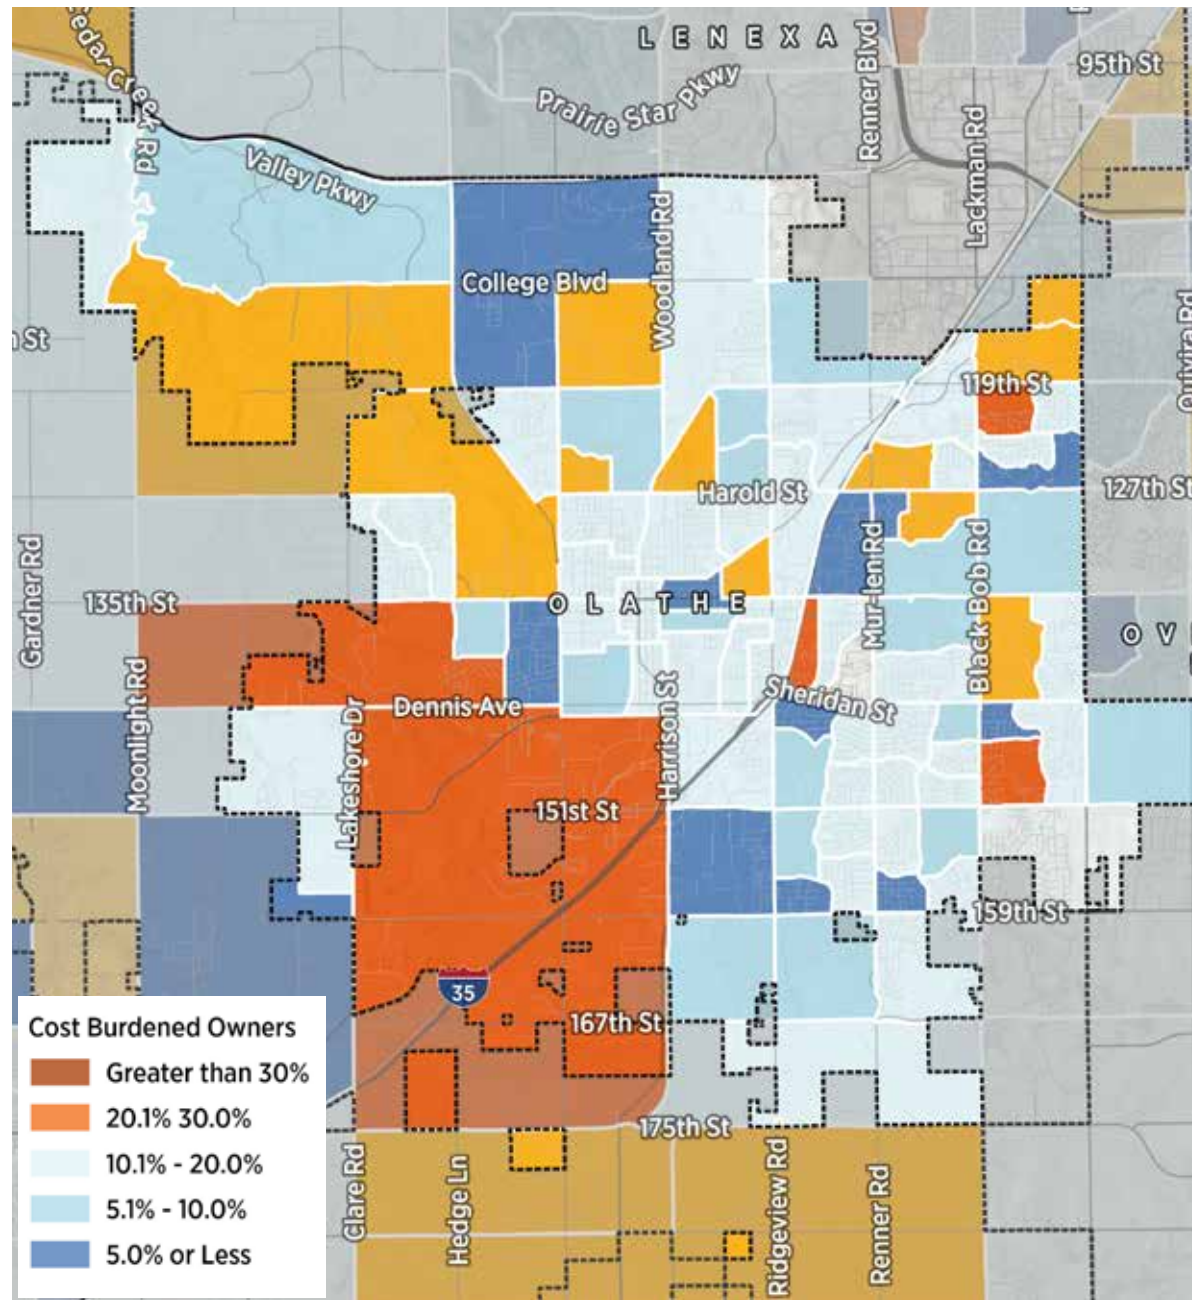 LENEXA
Cedar Creek Rd
Prairie Star Pkwy
Renner Blvd
95th St
Lackman Rd
Valley Pkwy
Woodland Rd
College Blvd
h St
Quivira Rd
119th St
Harold St
127th St
Gardner Rd
135th St
OLATHE
Mur-len Rd
Black Bob Rd
OV
Moonlight Rd
Lakeshore Dr
Dennis Ave
Harrison St
Sheridan St
151st St
159th St
35
167th St
175th St
Clare Rd
Hedge Ln
Ridgeview Rd
Renner Rd
Cost Burdened Owners
Greater than 30%
20.1% 30.0%
10.1% - 20.0%
5.1% - 10.0%
5.0% or Less